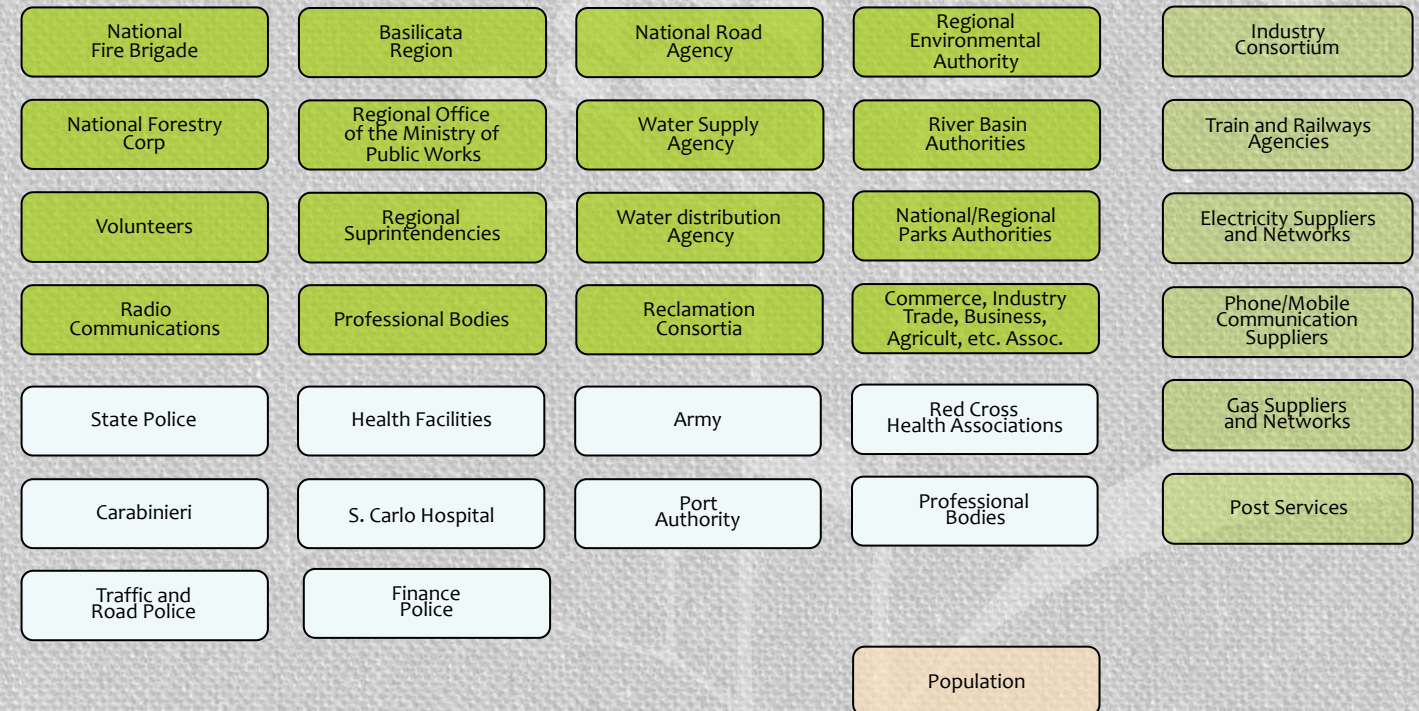 National
Fire Brigade
Basilicata
Region
National Road
Agency
Regional
Environmental
Authority
Industry
Consortium
National Forestry
Corp
Regional Office
of the Ministry of
Public Works
Water Supply
Agency
River Basin
Authorities
Train and Railways
Agencies
Volunteers
Regional
Suprintendencies
Water distribution
Agency
National/Regional
Parks Authorities
Electricity Suppliers
and Networks
Radio
Communications
Professional Bodies
Reclamation
Consortia
Commerce, Industry
Trade, Business,
Agricult, etc. Assoc.
Phone/Mobile
Communication
Suppliers
State Police
Health Facilities
Army
Red Cross
Health Associations
Gas Suppliers
and Networks
Carabinieri
S. Carlo Hospital
Port
Authority
Professional
Bodies
Post Services
Traffic and
Road Police
Finance
Police
Population